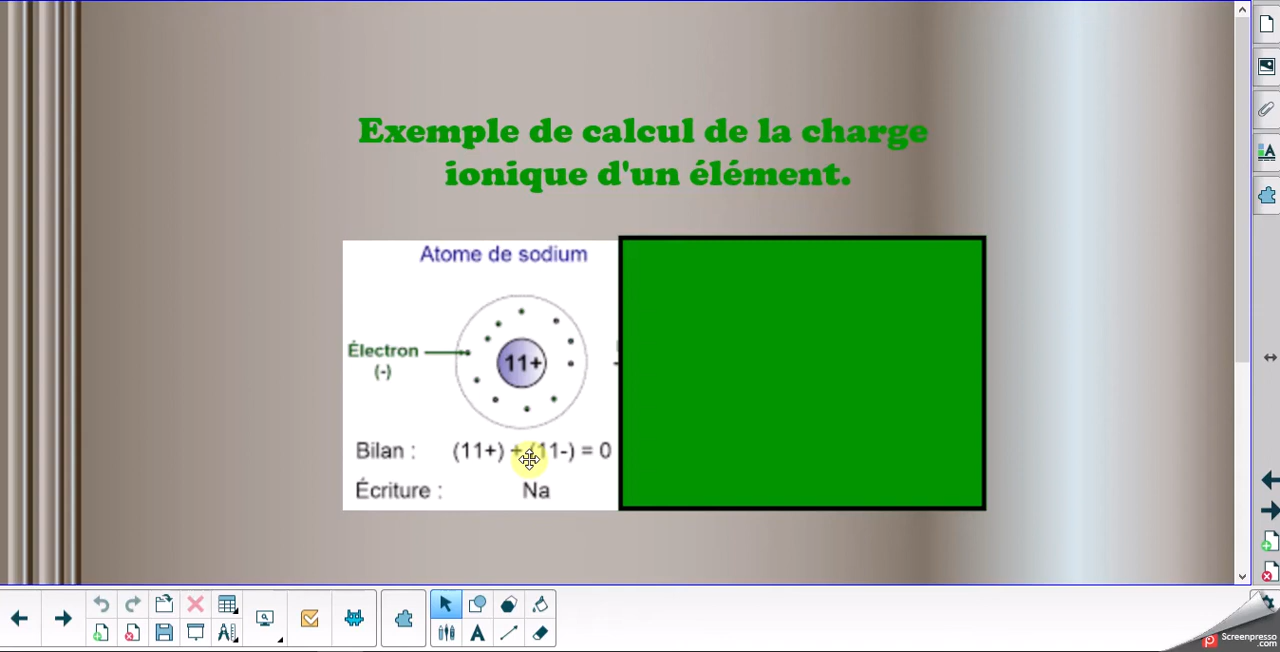 Exemple de calcul de la charge
ionique d'un élément.
Atome de sodium
11+
Électron
(-)
Bilan : (11+) + (11-) = 0
Écriture : Na
Screenpresso
.com